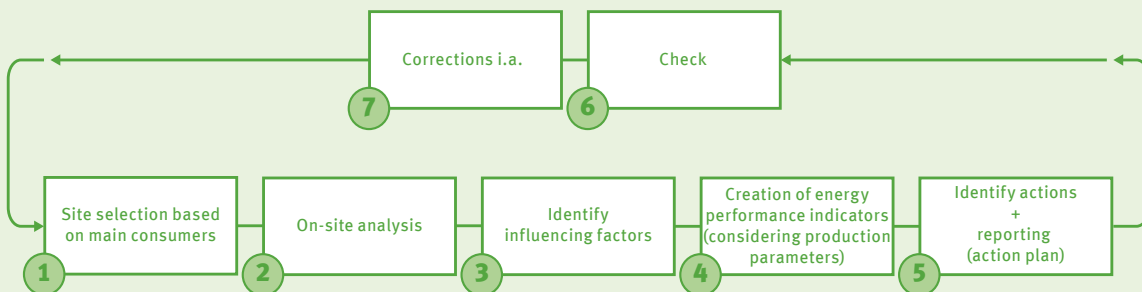 Corrections i.a.
7
Check
6
Site selection based
on main consumers
1
On-site analysis
2
Identify
influencing factors
3
Creation of energy
performance indicators
(considering production
parameters)
4
Identify actions
+
reporting
(action plan)
5